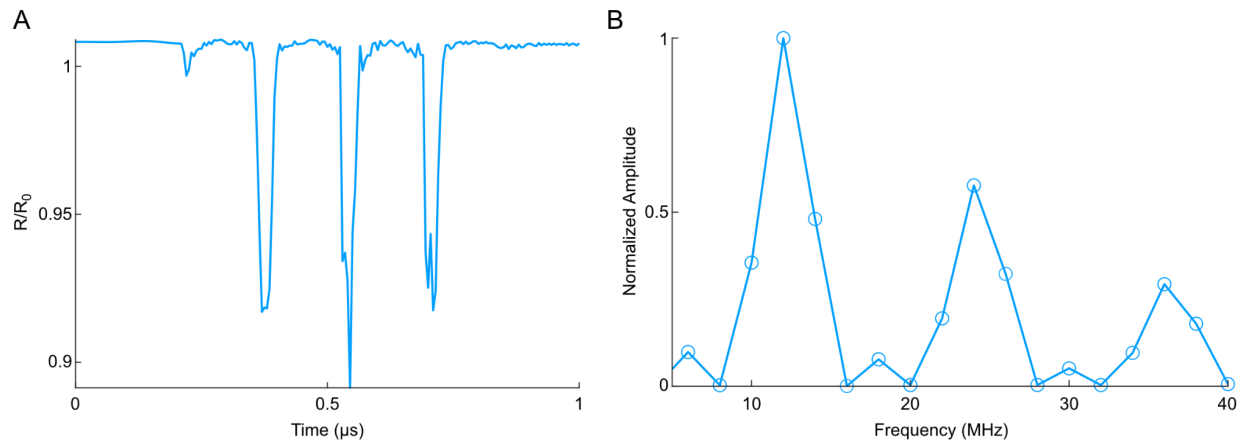 A
B
1
0.95
0.9
R/R0
0
0.5
1
Time (µs)
1
0.5
0
Normalized Amplitude
10
20
30
40
Frequency (MHz)